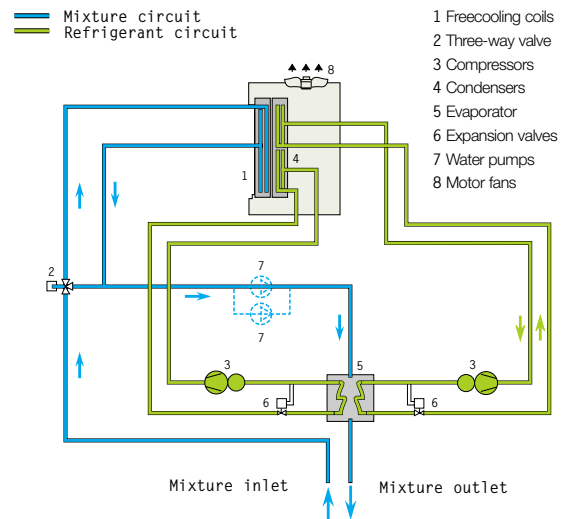 Mixture circuit
Refrigerant circuit
1 Freecooling coils
2 Three-way valve
3 Compressors
4 Condensers
5 Evaporator
6 Expansion valves
7 Water pumps
8 Motor fans
8
4
1
2
7
7
3
5
3
6
6
Mixture inlet
Mixture outlet